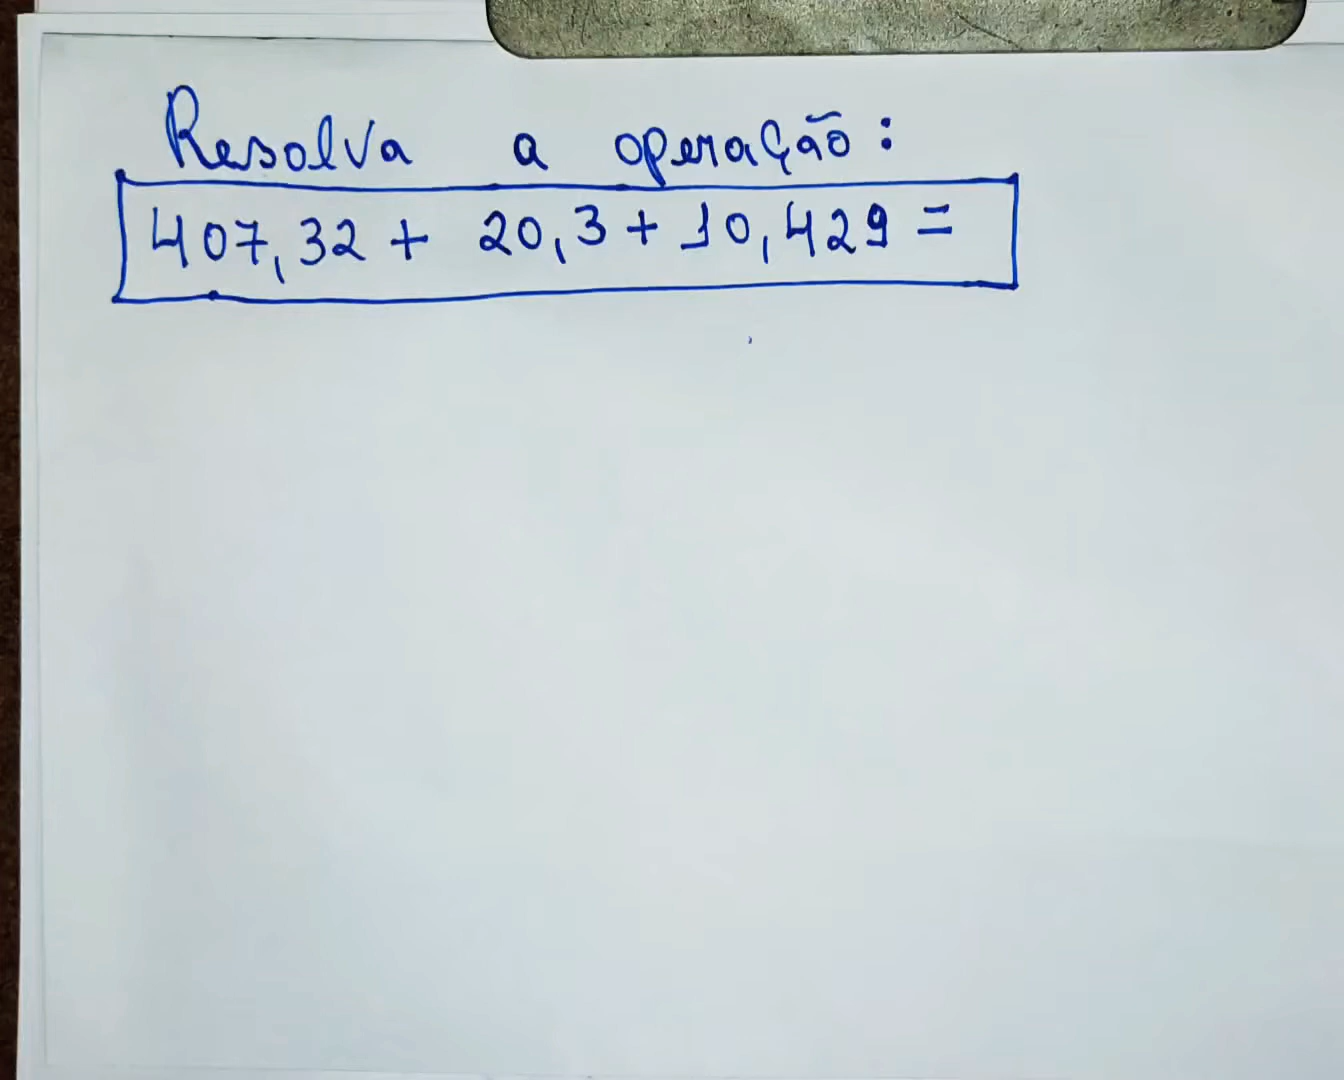 Resolva a operação:
407,32 + 20,3 + 10,429 =